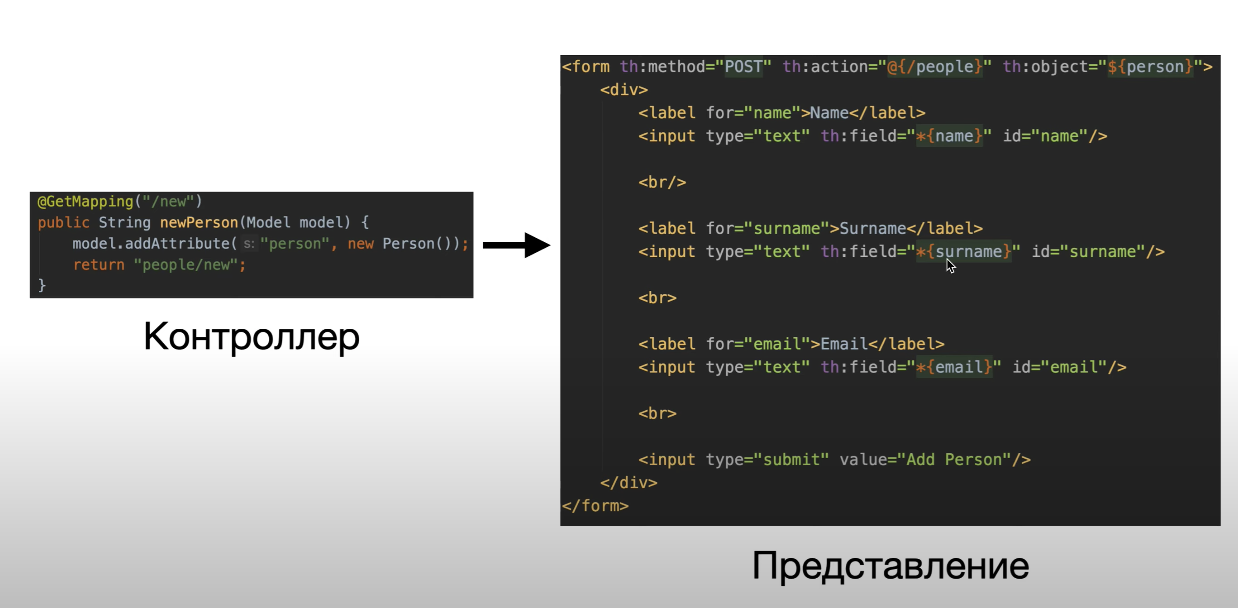 @GetMapping("/new")
public String newPerson(Model model) {
model.addAttribute( s: "person", new Person());
return "people/new";
}
Контроллер
<form th:method="POST" th:action="@{/people}" th:object="${person}">
<div>
<label for="name">Name</label>
<input type="text" th:field="*{name}" id="name"/>
<br/>
<label for="surname">Surname</label>
<input type="text" th:field="*{surname}" id="surname"/>
<br>
<label for="email">Email</label>
<input type="text" th:field="*{email}" id="email"/>
<br>
<input type="submit" value="Add Person"/>
</div>
</form>
Представление